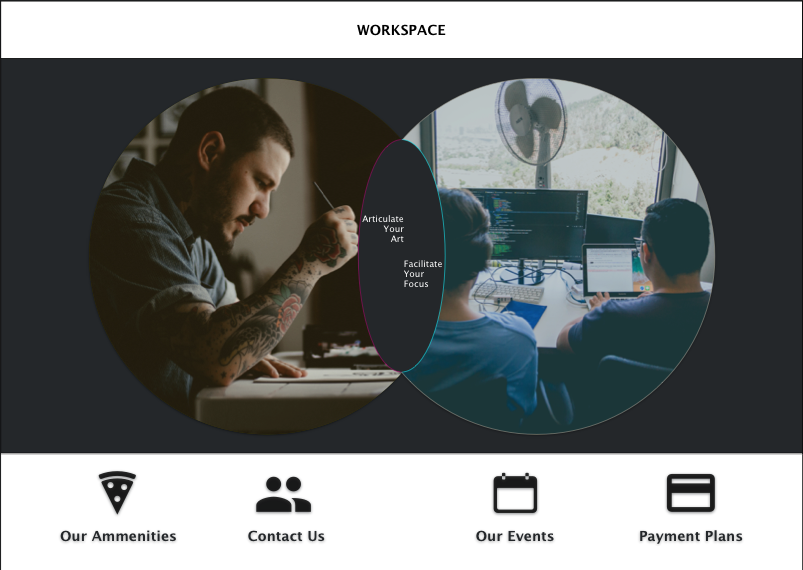 WORKSPACE
Articulate
Your
Art
Facilitate
Your
Focus
Our Ammenities
Contact Us
Our Events
Payment Plans